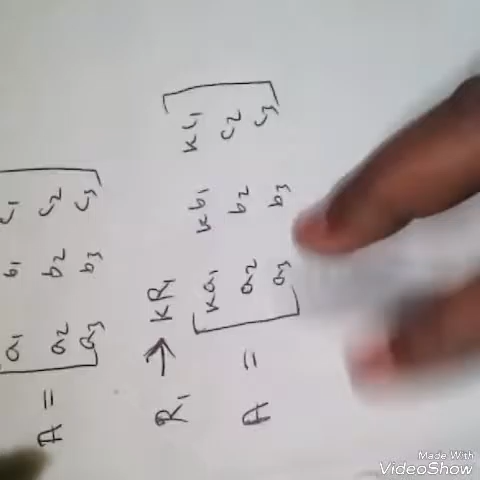 A = [ a1 b1 c1
a2 b2 c2
a3 b3 c3 ]
R1 → KR1
A = [ Ka1 Kb1 Kc1
a2 b2 c2
a3 b3 c3 ]
Made With
VideoShow